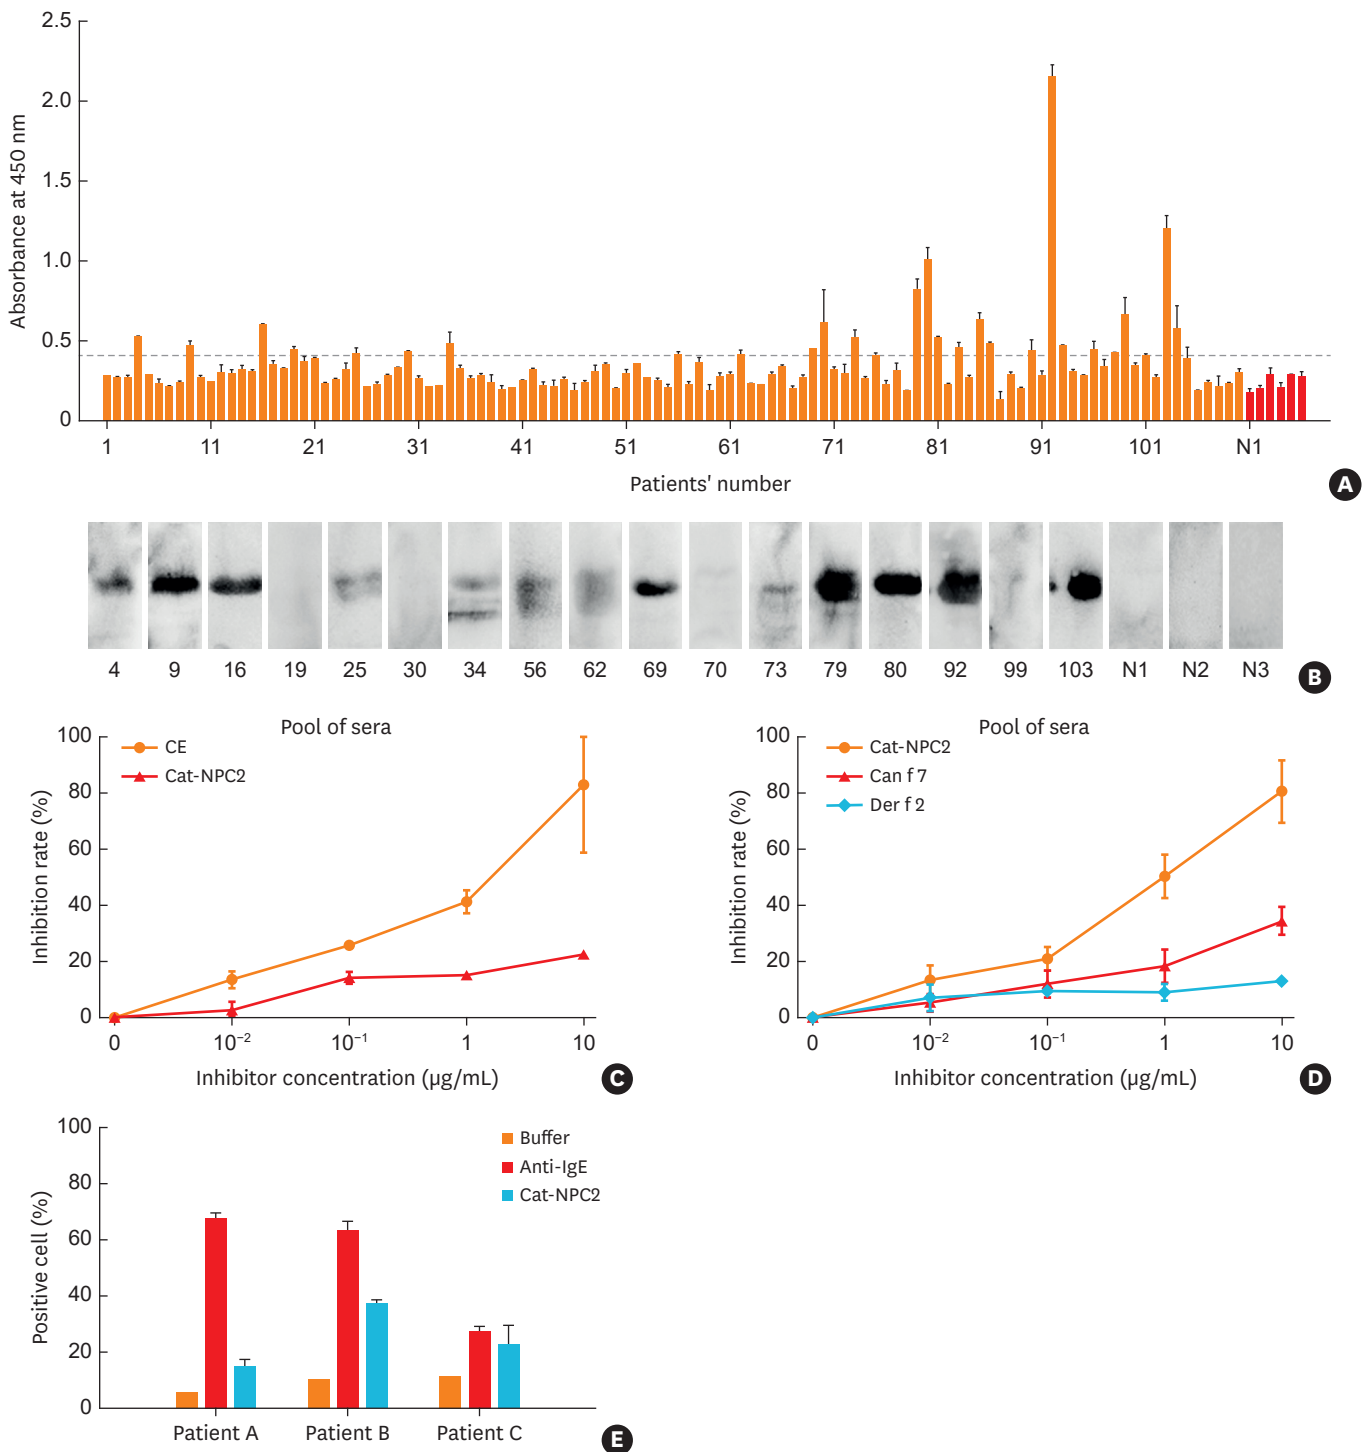 2.5
2.0
1.5
1.0
0.5
0
Absorbance at 450 nm
1 11 21 31 41 51 61 71 81 91 101 N1
Patients' number
A
4 9 16 19 25 30 34 56 62 69 70 73 79 80 92 99 103 N1 N2 N3
B
Pool of sera
CE
Cat-NPC2
100
80
60
40
20
0
Inhibition rate (%)
0 10⁻² 10⁻¹ 1 10
Inhibitor concentration (µg/mL)
C
Pool of sera
Cat-NPC2
Can f 7
Der f 2
100
80
60
40
20
0
Inhibition rate (%)
0 10⁻² 10⁻¹ 1 10
Inhibitor concentration (µg/mL)
D
100
80
60
40
20
0
Positive cell (%)
Buffer
Anti-IgE
Cat-NPC2
Patient A Patient B Patient C
E